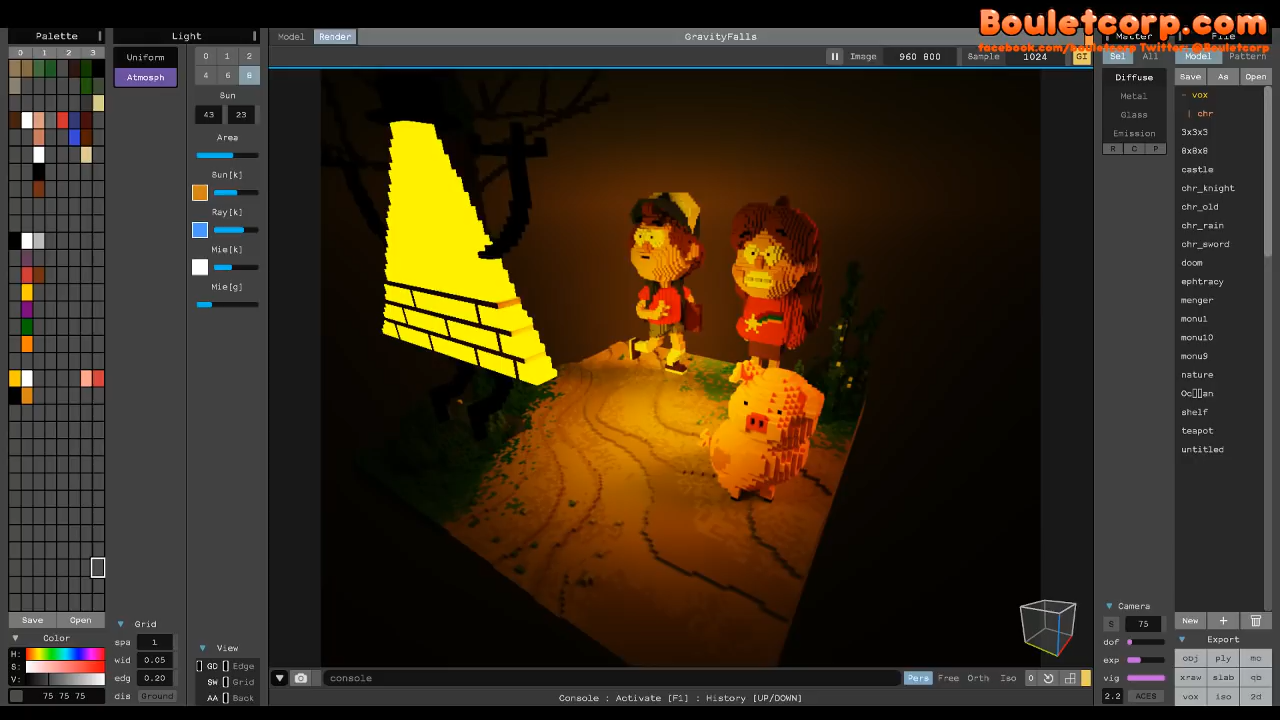 Bouletcorp.com
facebook.com/bouletcorp Twitter @Bouletcorp
Palette
Light
Model
Render
GravityFalls
Matter
File
0 1 2 3
Uniform
Atmosph
0 1 2
4 6 8
Image
960 800
Sample
1024
GI
Sel
All
Model
Pattern
Sun
43
23
Area
Sun[k]
Ray[k]
Mie[k]
Mie[g]
Diffuse
Metal
Glass
Emission
R C P
Save
As
Open
- vox
| chr
3x3x3
8x8x8
castle
chr_knight
chr_old
chr_rain
chr_sword
doom
ephtracy
menger
monu1
monu10
monu9
nature
shelf
teapot
untitled
Save
Open
Color
H:
S:
V:
75 75 75
Grid
spa
1
wid
0.05
edg
0.20
dis
Ground
View
GD [] Edge
SW [] Grid
AA [] Back
console
Pers
Free
Orth
Iso
0
Console : Activate [F1] : History [UP/DOWN]
Camera
S
75
dof
exp
vig
2.2
ACES
New
+
Export
obj
ply
mc
xraw
slab
qb
vox
iso
2d